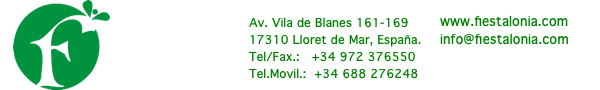 F
Av. Vila de Blanes 161-169
17310 Lloret de Mar, España.
Tel/Fax.: +34 972 376550
Tel.Movil.: +34 688 276248
www.fiestalonia.com
info@fiestalonia.com